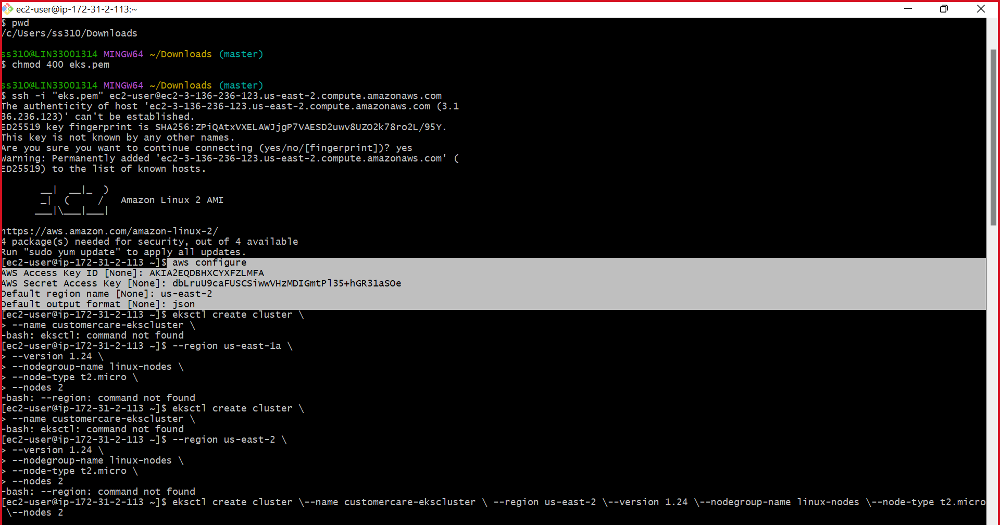 ec2-user@ip-172-31-2-113:~
$ pwd
/c/Users/ss310/Downloads
ss310@LIN33001314 MINGW64 ~/Downloads (master)
$ chmod 400 eks.pem
ss310@LIN33001314 MINGW64 ~/Downloads (master)
$ ssh -i "eks.pem" ec2-user@ec2-3-136-236-123.us-east-2.compute.amazonaws.com
The authenticity of host 'ec2-3-136-236-123.us-east-2.compute.amazonaws.com (3.1
36.236.123)' can't be established.
ED25519 key fingerprint is SHA256:ZPiQAtxVXELAWJjgP7VAESD2uwv8UZO2k78ro2L/95Y.
This key is not known by any other names.
Are you sure you want to continue connecting (yes/no/[fingerprint])? yes
Warning: Permanently added 'ec2-3-136-236-123.us-east-2.compute.amazonaws.com' (
ED25519) to the list of known hosts.
Amazon Linux 2 AMI
https://aws.amazon.com/amazon-linux-2/
4 package(s) needed for security, out of 4 available
Run "sudo yum update" to apply all updates.
[ec2-user@ip-172-31-2-113 ~]$ aws configure
AWS Access Key ID [None]: [credential withheld]
AWS Secret Access Key [None]: [credential withheld]
Default region name [None]: us-east-2
Default output format [None]: json
[ec2-user@ip-172-31-2-113 ~]$ eksctl create cluster \
> --name customercare-ekscluster \
-bash: eksctl: command not found
[ec2-user@ip-172-31-2-113 ~]$ --region us-east-1a \
> --version 1.24 \
> --nodegroup-name linux-nodes \
> --node-type t2.micro \
> --nodes 2
-bash: --region: command not found
[ec2-user@ip-172-31-2-113 ~]$ eksctl create cluster \
> --name customercare-ekscluster \
-bash: eksctl: command not found
[ec2-user@ip-172-31-2-113 ~]$ --region us-east-2 \
> --version 1.24 \
> --nodegroup-name linux-nodes \
> --node-type t2.micro \
> --nodes 2
-bash: --region: command not found
[ec2-user@ip-172-31-2-113 ~]$ eksctl create cluster \--name customercare-ekscluster \ --region us-east-2 \--version 1.24 \--nodegroup-name linux-nodes \--node-type t2.micro
\--nodes 2